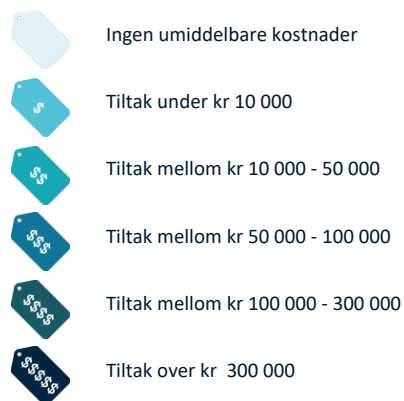 Ingen umiddelbare kostnader
$
Tiltak under kr 10 000
$$
Tiltak mellom kr 10 000 - 50 000
$$$
Tiltak mellom kr 50 000 - 100 000
$$$$
Tiltak mellom kr 100 000 - 300 000
$$$$$
Tiltak over kr  300 000